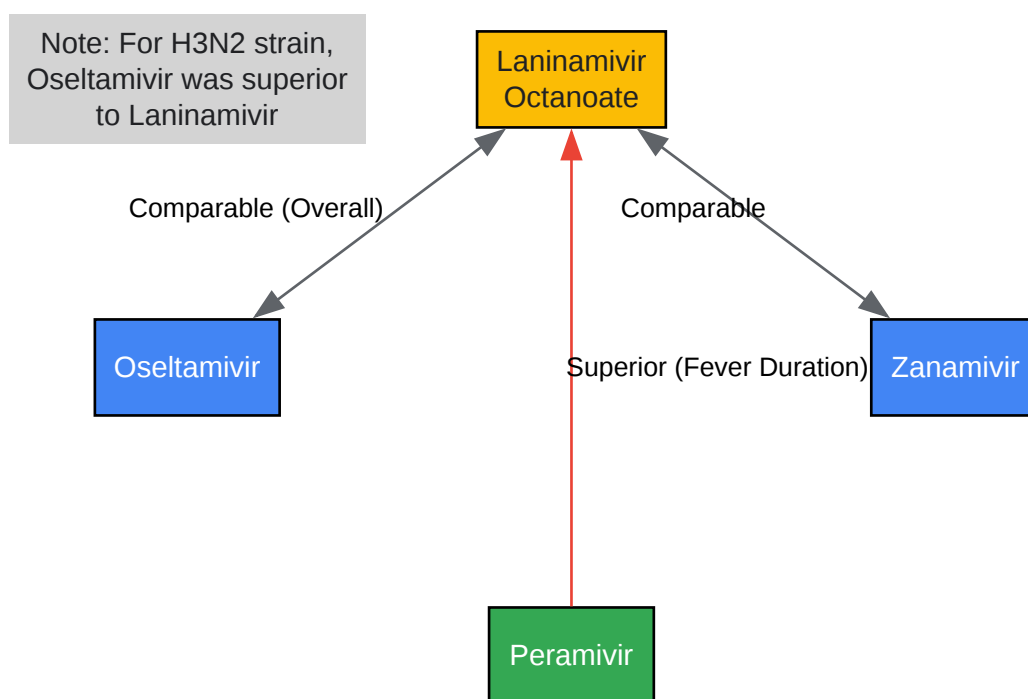 Note: For H3N2 strain,
Oseltamivir was superior
to Laninamivir
Laninamivir
Octanoate
Comparable (Overall)
Comparable
Oseltamivir
Superior (Fever Duration)
Zanamivir
Peramivir